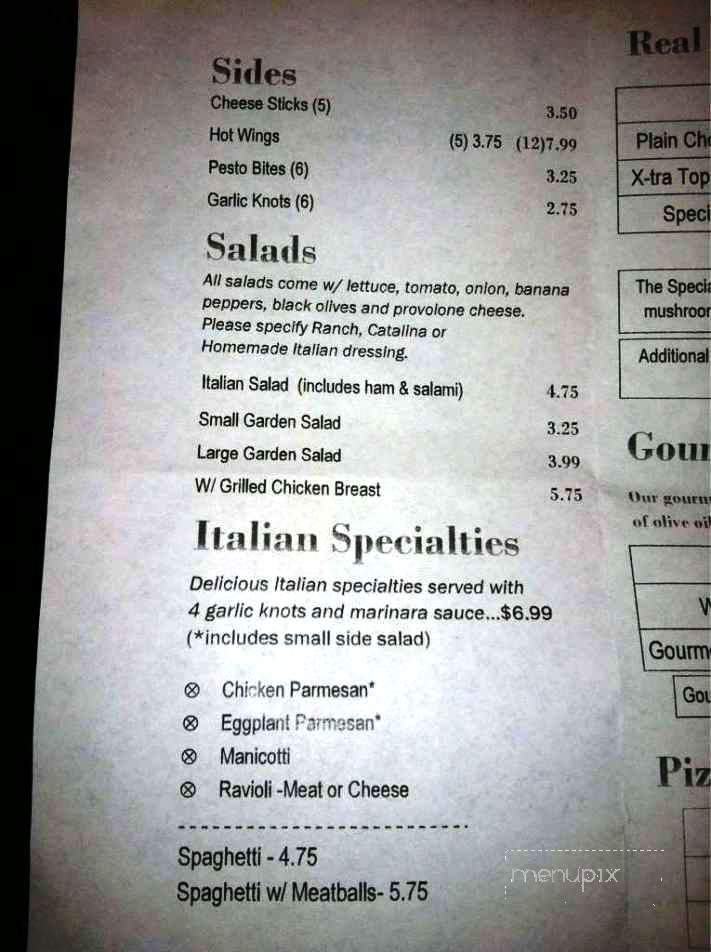 Sides
Cheese Sticks (5) 3.50
Hot Wings (5) 3.75 (12)7.99
Pesto Bites (6) 3.25
Garlic Knots (6) 2.75
Salads
All salads come w/ lettuce, tomato, onion, banana
peppers, black olives and provolone cheese.
Please specify Ranch, Catalina or
Homemade Italian dressing.
Italian Salad (includes ham & salami) 4.75
Small Garden Salad 3.25
Large Garden Salad 3.99
W/ Grilled Chicken Breast 5.75
Italian Specialties
Delicious Italian specialties served with
4 garlic knots and marinara sauce...$6.99
(*includes small side salad)
Chicken Parmesan*
Eggplant Parmesan*
Manicotti
Ravioli -Meat or Cheese
Spaghetti - 4.75
Spaghetti w/ Meatballs- 5.75
Real
Plain Ch
X-tra Top
Speci
The Specia
mushroor
Additional
Gour
Our gourn
of olive oil
Gourm
Gou
Piz
menupix